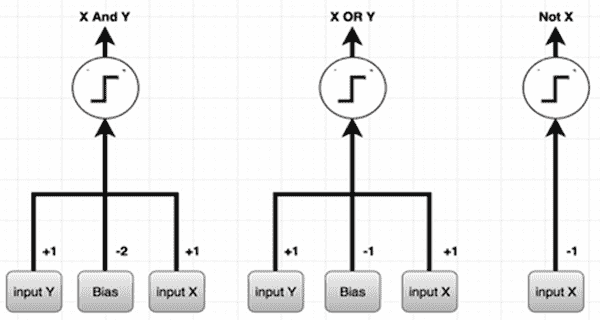 X And Y
X OR Y
Not X
- +
- +
- +
+1
-2
+1
+1
-1
+1
-1
input Y
Bias
input X
input Y
Bias
input X
input X